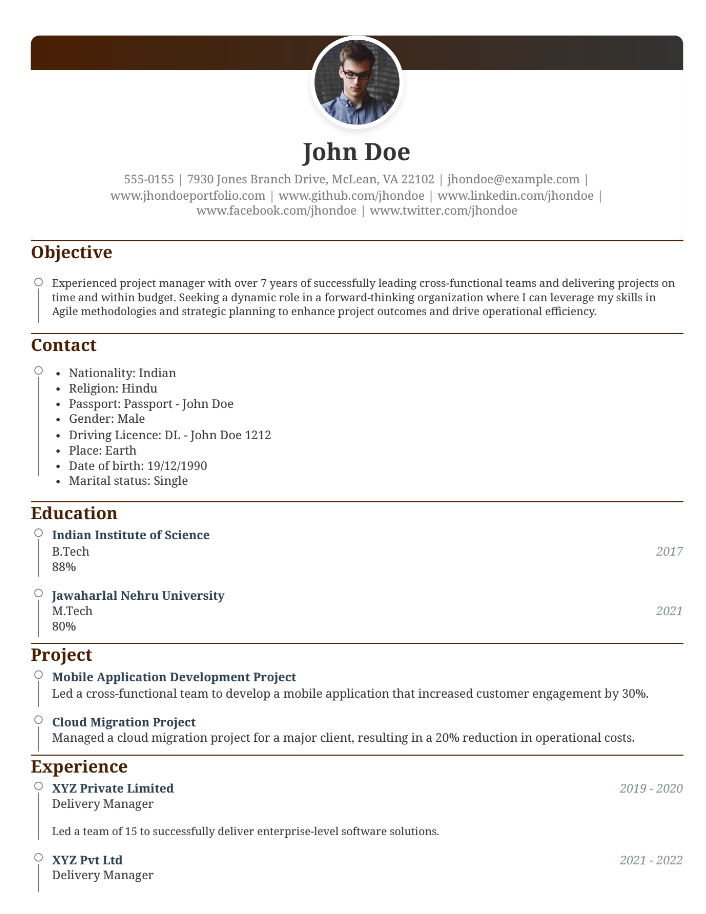 John Doe
555-0155 | 7930 Jones Branch Drive, McLean, VA 22102 | jhondoe@example.com |
www.jhondoeportfolio.com | www.github.com/jhondoe | www.linkedin.com/jhondoe |
www.facebook.com/jhondoe | www.twitter.com/jhondoe
Objective
Experienced project manager with over 7 years of successfully leading cross-functional teams and delivering projects on
time and within budget. Seeking a dynamic role in a forward-thinking organization where I can leverage my skills in
Agile methodologies and strategic planning to enhance project outcomes and drive operational efficiency.
Contact
• Nationality: Indian
• Religion: Hindu
• Passport: Passport - John Doe
• Gender: Male
• Driving Licence: DL - John Doe 1212
• Place: Earth
• Date of birth: 19/12/1990
• Marital status: Single
Education
Indian Institute of Science
B.Tech 2017
88%
Jawaharlal Nehru University
M.Tech 2021
80%
Project
Mobile Application Development Project
Led a cross-functional team to develop a mobile application that increased customer engagement by 30%.
Cloud Migration Project
Managed a cloud migration project for a major client, resulting in a 20% reduction in operational costs.
Experience
XYZ Private Limited 2019 - 2020
Delivery Manager
Led a team of 15 to successfully deliver enterprise-level software solutions.
XYZ Pvt Ltd 2021 - 2022
Delivery Manager